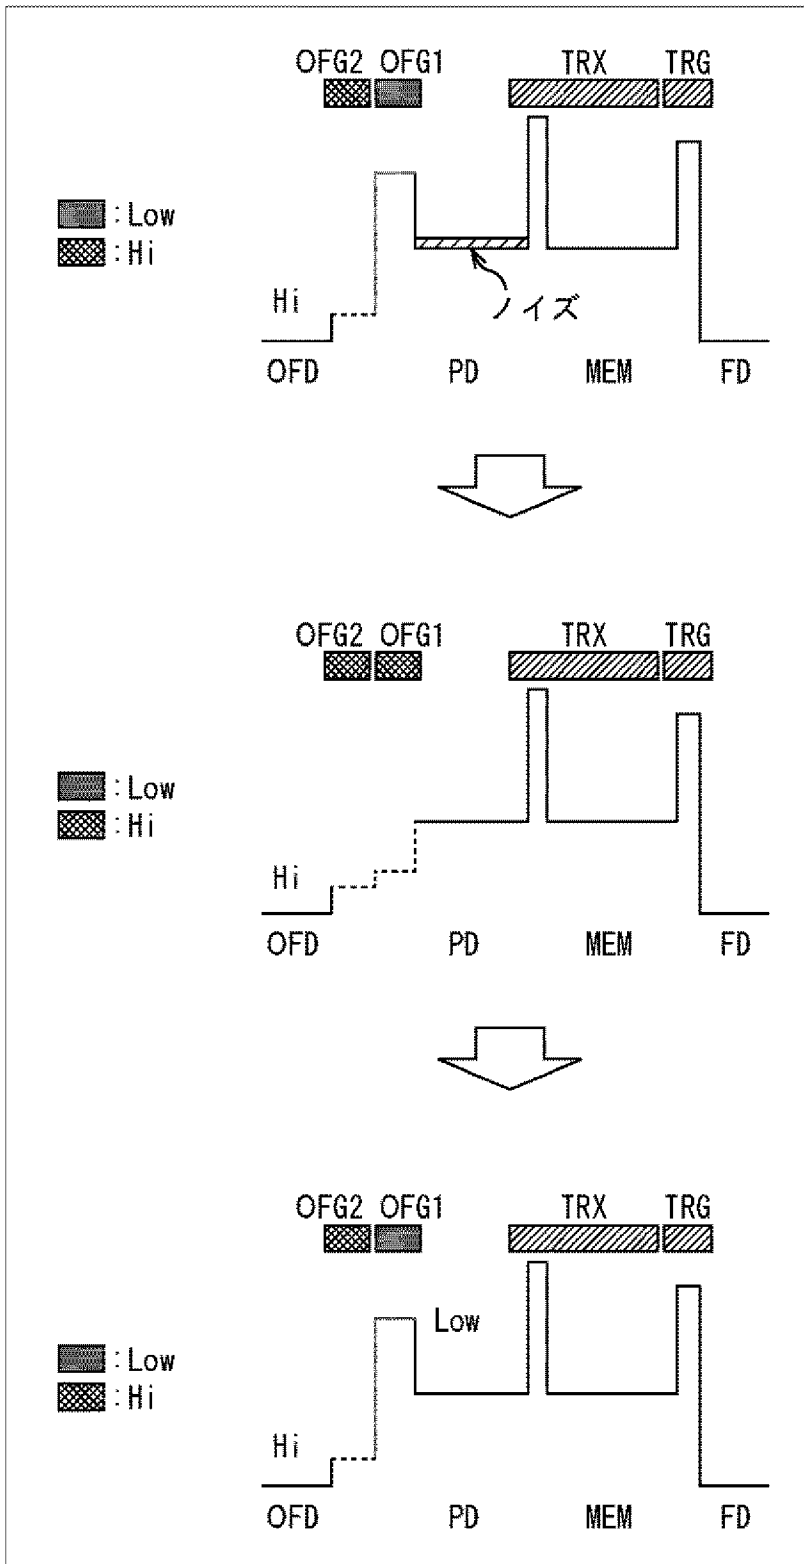 OFG2 OFG1 TRX TRG
:Low
:Hi
Hi
ノイズ
OFD PD MEM FD
OFG2 OFG1 TRX TRG
:Low
:Hi
Hi
OFD PD MEM FD
OFG2 OFG1 TRX TRG
Low
:Low
:Hi
Hi
OFD PD MEM FD